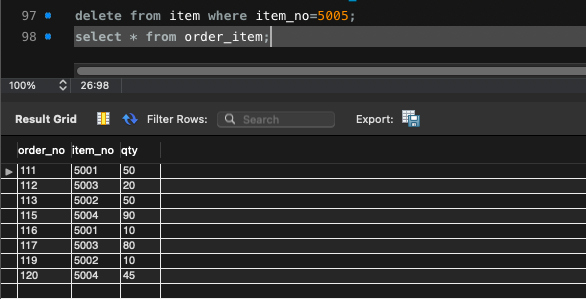 97 delete from item where item_no=5005;
98 select * from order_item;
100% 26:98
Result Grid Filter Rows: Search Export:
order_no item_no qty
111 5001 50
112 5003 20
113 5002 50
115 5004 90
116 5001 10
117 5003 80
119 5002 10
120 5004 45